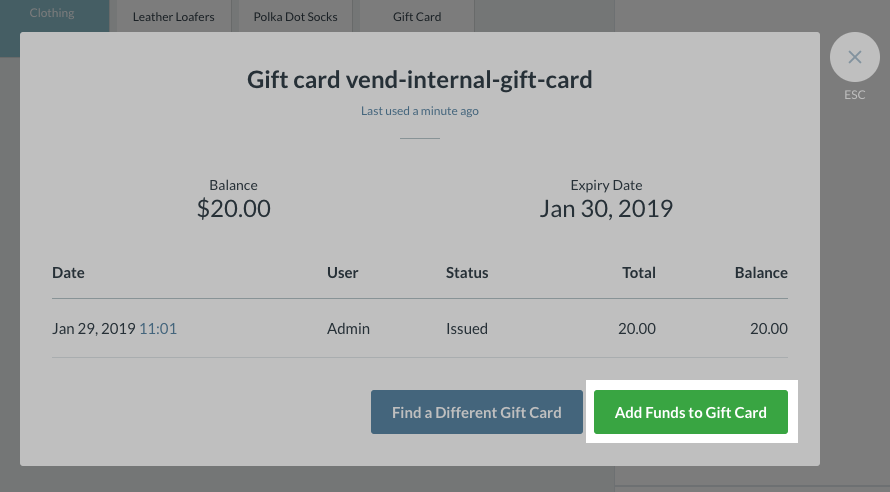 Clothing
Leather Loafers
Polka Dot Socks
Gift Card
Gift card vend-internal-gift-card
ESC
Last used a minute ago
Balance
Expiry Date
$20.00
Jan 30, 2019
Date User Status Total Balance
Jan 29, 2019 11:01 Admin Issued 20.00 20.00
Find a Different Gift Card
Add Funds to Gift Card